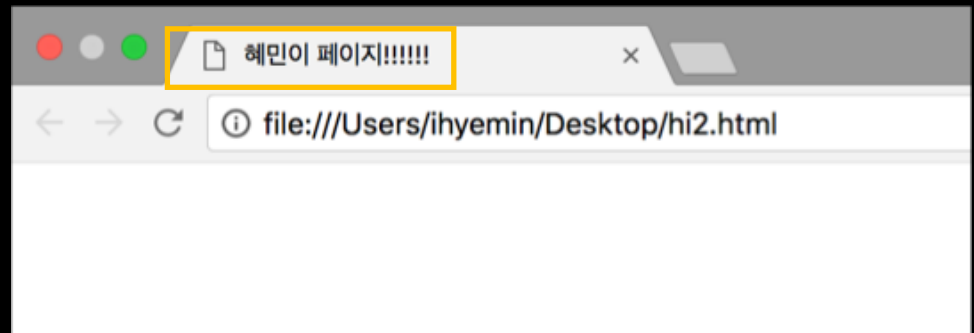 혜민이 페이지!!!!!!
file:///Users/ihyemin/Desktop/hi2.html